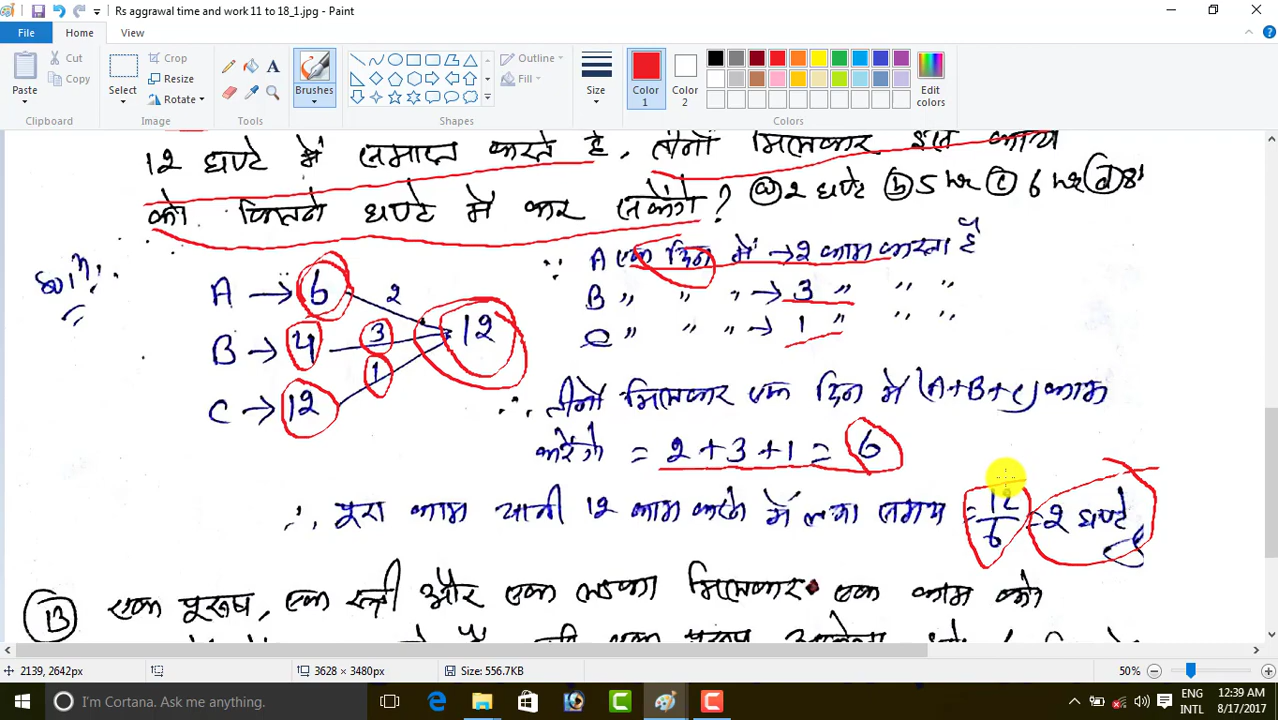 Rs aggrawal time and work 11 to 18_1.jpg - Paint
File Home View
Paste Cut Copy Clipboard
Select Crop Resize Rotate Image
Tools
Brushes
Shapes Outline Fill
Size
Color 1 Color 2 Edit colors Colors
12 घण्टे में समाप्त करते है, तीनों मिलकर इस कार्य
को कितने घण्टे में कर सकेंगे? (a) 2 घण्टे (b) 5 hr (c) 6 hr (d) 8
Soln:
A → 6 2
B → 4 3 12
C → 12 1
∵ A एक दिन में → 2 काम करता है
B " " " → 3 " " "
C " " " → 1 " " "
∴ तीनों मिलकर एक दिन में (A+B+C) काम
करेंगे = 2+3+1 = 6
∴ पूरा काम यानी 12 काम करने में लगा समय = 12/6 = 2 घण्टे
(13) एक पुरूष, एक स्त्री और एक लडका मिलकर एक काम को
2139, 2642px 3628 × 3480px Size: 556.7KB 50%
I'm Cortana. Ask me anything. ENG INTL 12:39 AM 8/17/2017